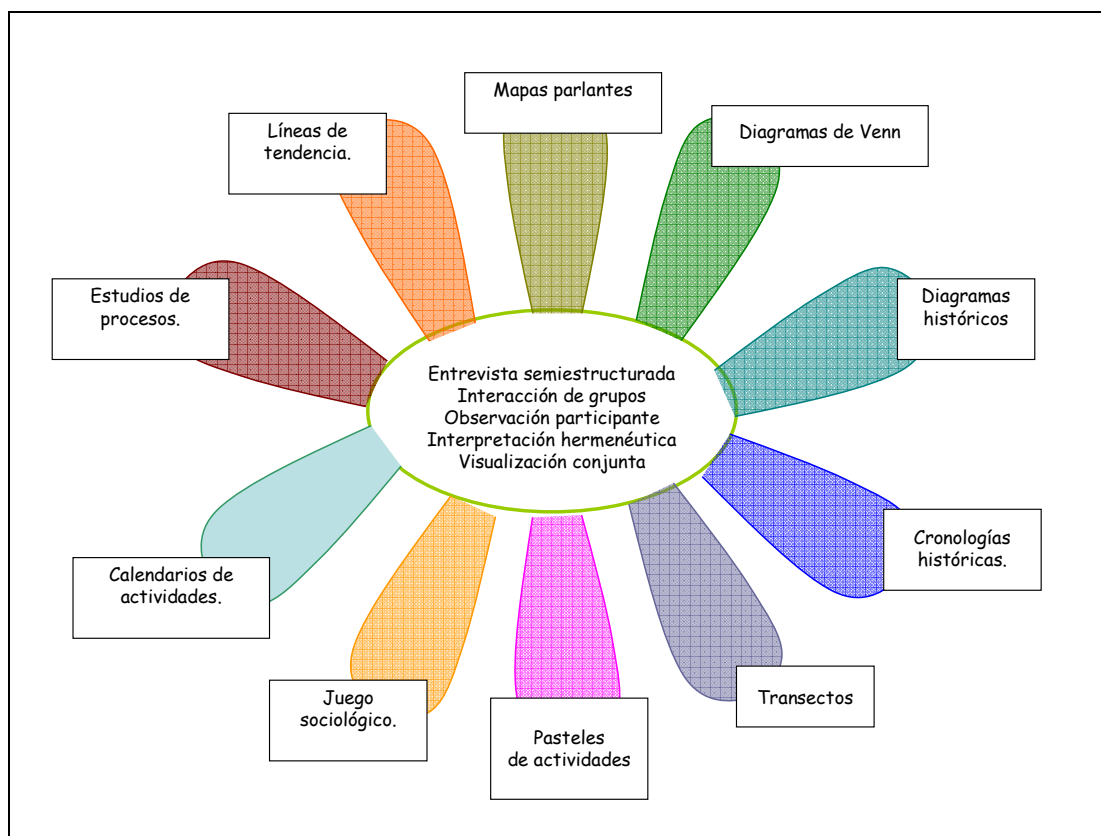 Mapas parlantes
Líneas de
tendencia.
Diagramas de Venn
Estudios de
procesos.
Diagramas
históricos
Entrevista semiestructurada
Interacción de grupos
Observación participante
Interpretación hermenéutica
Visualización conjunta
Calendarios de
actividades.
Cronologías
históricas.
Juego
sociológico.
Pasteles
de actividades
Transectos